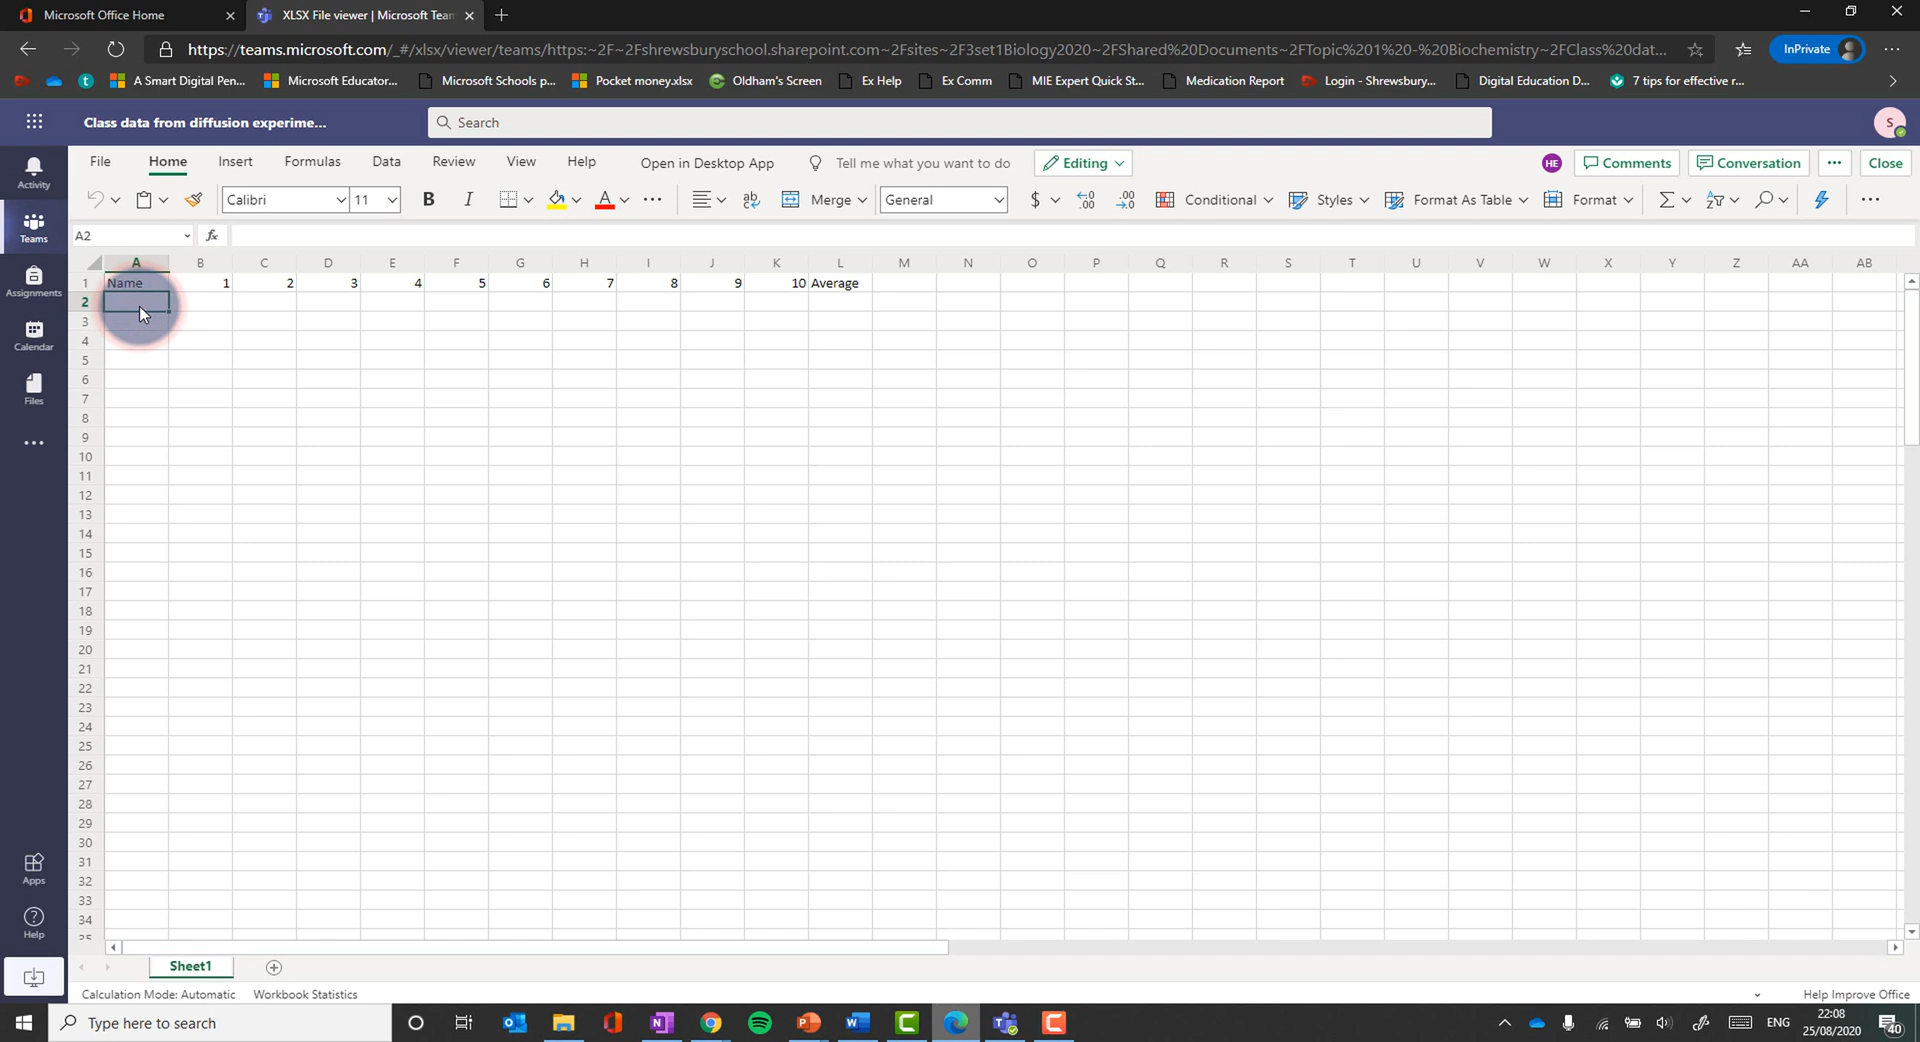 Microsoft Office Home
XLSX File viewer | Microsoft Team
https://teams.microsoft.com/_#/xlsx/viewer/teams/https:~2F~2Fshrewsburyschool.sharepoint.com~2Fsites~2F3set1Biology2020~2FShared%20Documents~2FTopic%201%20-%20Biochemistry~2FClass%20dat...
InPrivate
A Smart Digital Pen...
Microsoft Educator...
Microsoft Schools p...
Pocket money.xlsx
Oldham's Screen
Ex Help
Ex Comm
MIE Expert Quick St...
Medication Report
Login - Shrewsbury...
Digital Education D...
7 tips for effective r...
Class data from diffusion experime...
Search
S
File Home Insert Formulas Data Review View Help Open in Desktop App Tell me what you want to do Editing
HE Comments Conversation Close
Calibri 11 B I Merge General $ .00 .00 Conditional Styles Format As Table Format
A2 fx
A B C D E F G H I J K L M N O P Q R S T U V W X Y Z AA AB
1 Name 1 2 3 4 5 6 7 8 9 10 Average
2
3
4
5
6
7
8
9
10
11
12
13
14
15
16
17
18
19
20
21
22
23
24
25
26
27
28
29
30
31
32
33
34
Activity
Teams
Assignments
Calendar
Files
Apps
Help
Sheet1
Calculation Mode: Automatic Workbook Statistics
Help Improve Office
Type here to search
ENG
22:08
25/08/2020
40